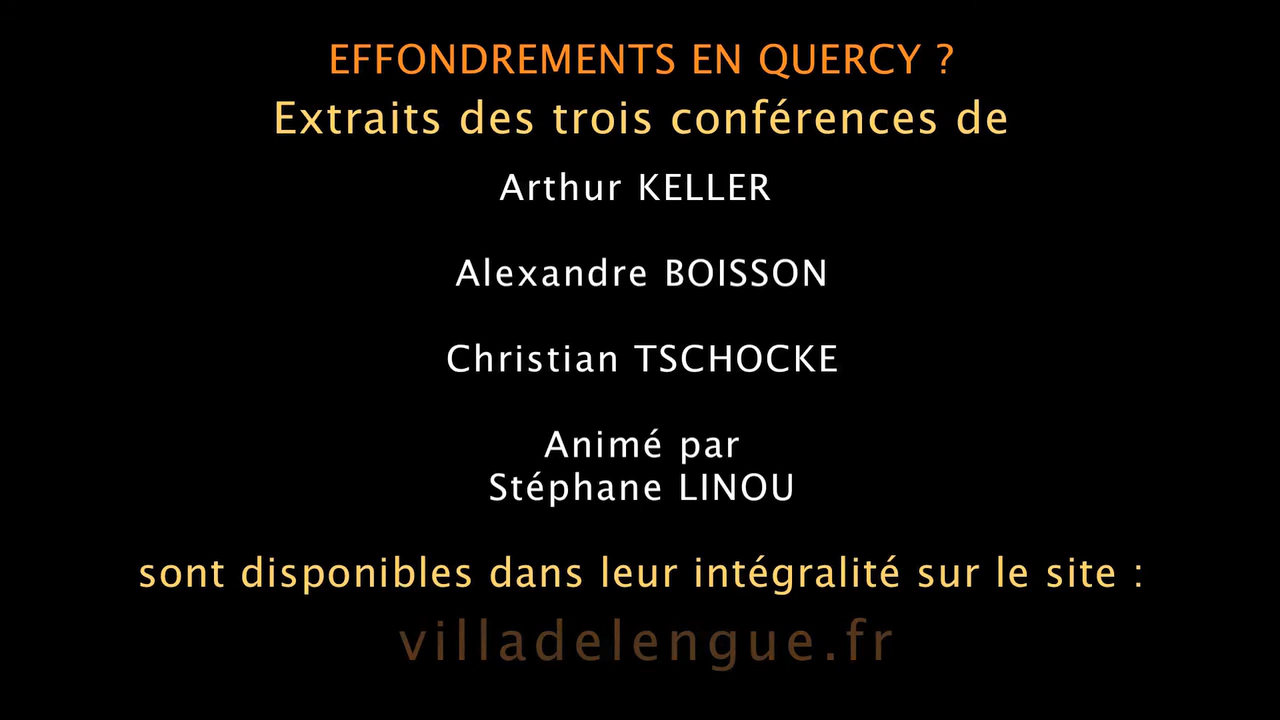 EFFONDREMENTS EN QUERCY ?
Extraits des trois conférences de
Arthur KELLER
Alexandre BOISSON
Christian TSCHOCKE
Animé par
Stéphane LINOU
sont disponibles dans leur intégralité sur le site :
villadelengue.fr